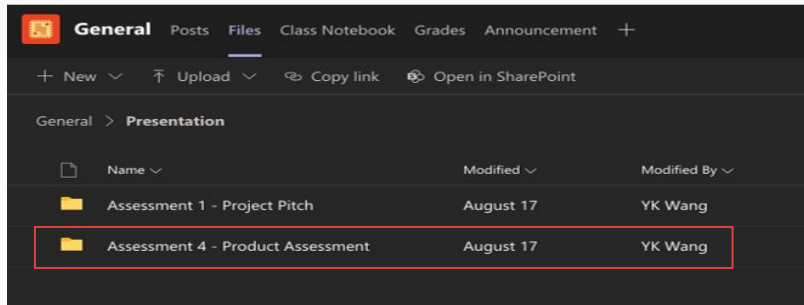 General Posts Files Class Notebook Grades Announcement
New Upload Copy link Open in SharePoint
General > Presentation
Name Modified Modified By
Assessment 1 - Project Pitch August 17 YK Wang
Assessment 4 - Product Assessment August 17 YK Wang